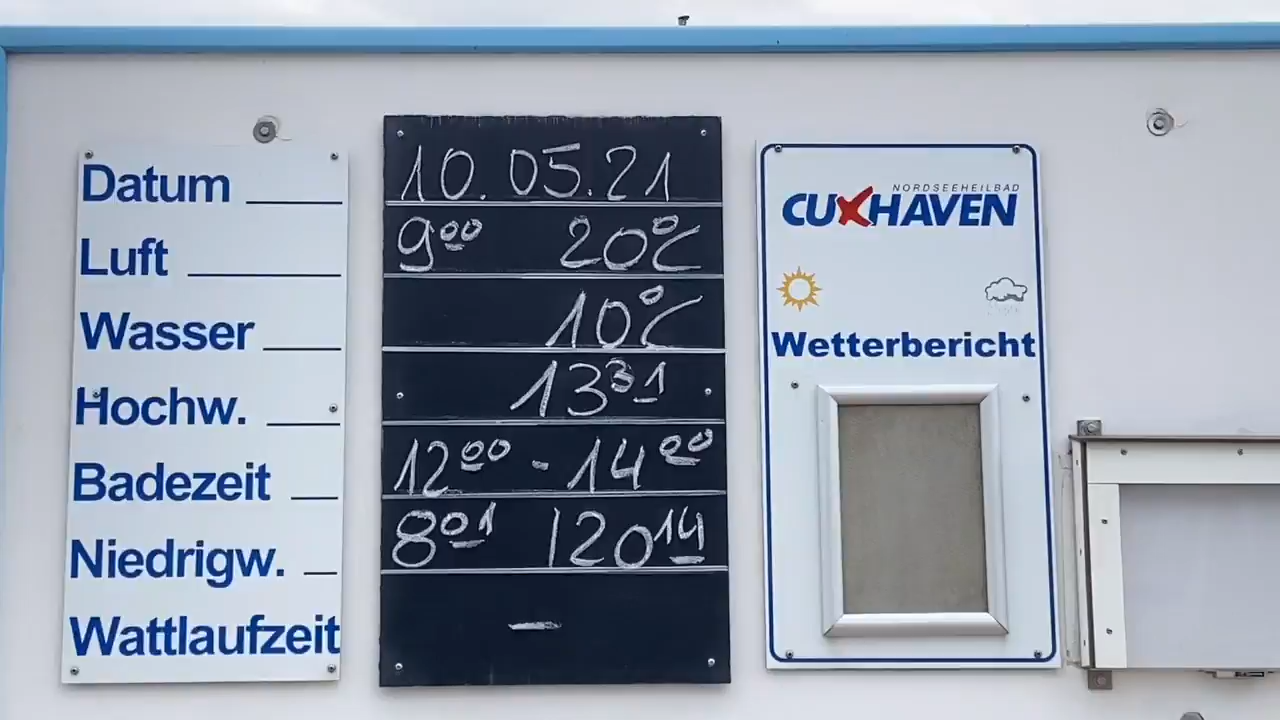 Datum
Luft
Wasser
Hochw.
Badezeit
Niedrigw.
Wattlaufzeit
10.05.21
9⁰⁰ 20°C
10°C
13³¹
12⁰⁰ - 14⁰⁰
8⁰¹ | 20¹⁴
-
NORDSEEHEILBAD
CUXHAVEN
Wetterbericht